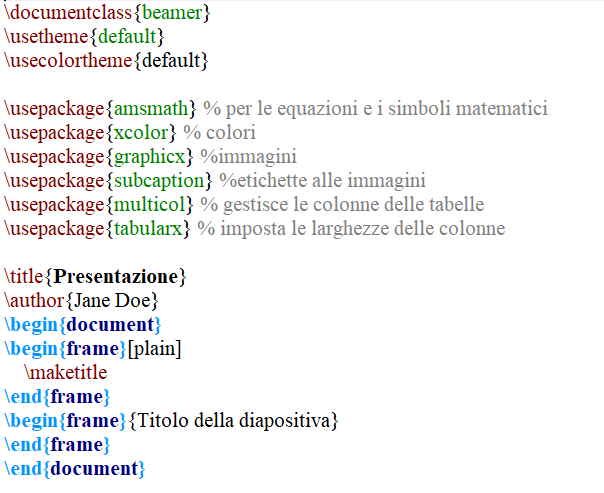 \documentclass{beamer}
\usetheme{default}
\usecolortheme{default}
\usepackage{amsmath} % per le equazioni e i simboli matematici
\usepackage{xcolor} % colori
\usepackage{graphicx} %immagini
\usepackage{subcaption} %etichette alle immagini
\usepackage{multicol} % gestisce le colonne delle tabelle
\usepackage{tabularx} % imposta le larghezze delle colonne
\title{Presentazione}
\author{Jane Doe}
\begin{document}
\begin{frame}[plain]
\maketitle
\end{frame}
\begin{frame}{Titolo della diapositiva}
\end{frame}
\end{document}